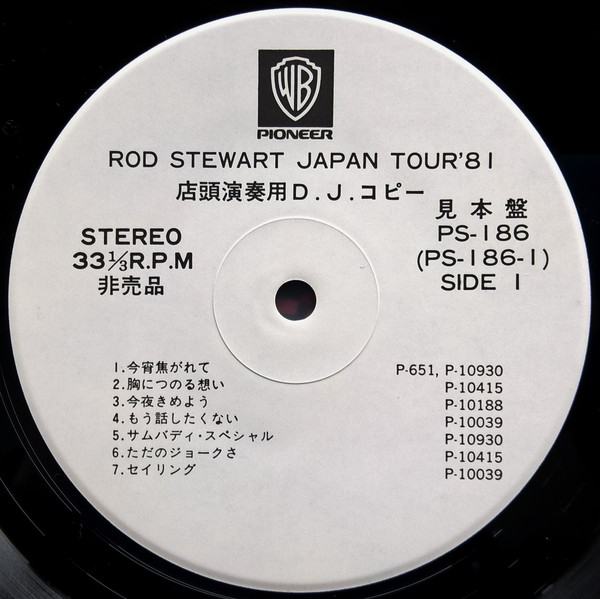 WB
PIONEER
ROD STEWART JAPAN TOUR'81
店頭演奏用D.J.コピー
見本盤
STEREO
PS-186
33⅓R.P.M
(PS-186-1)
非売品
SIDE 1
1.今宵焦がれて P-651, P-10930
2.胸につのる想い P-10415
3.今夜きめよう P-10188
4.もう話したくない P-10039
5.サムバディ・スペシャル P-10930
6.ただのジョークさ P-10415
7.セイリング P-10039